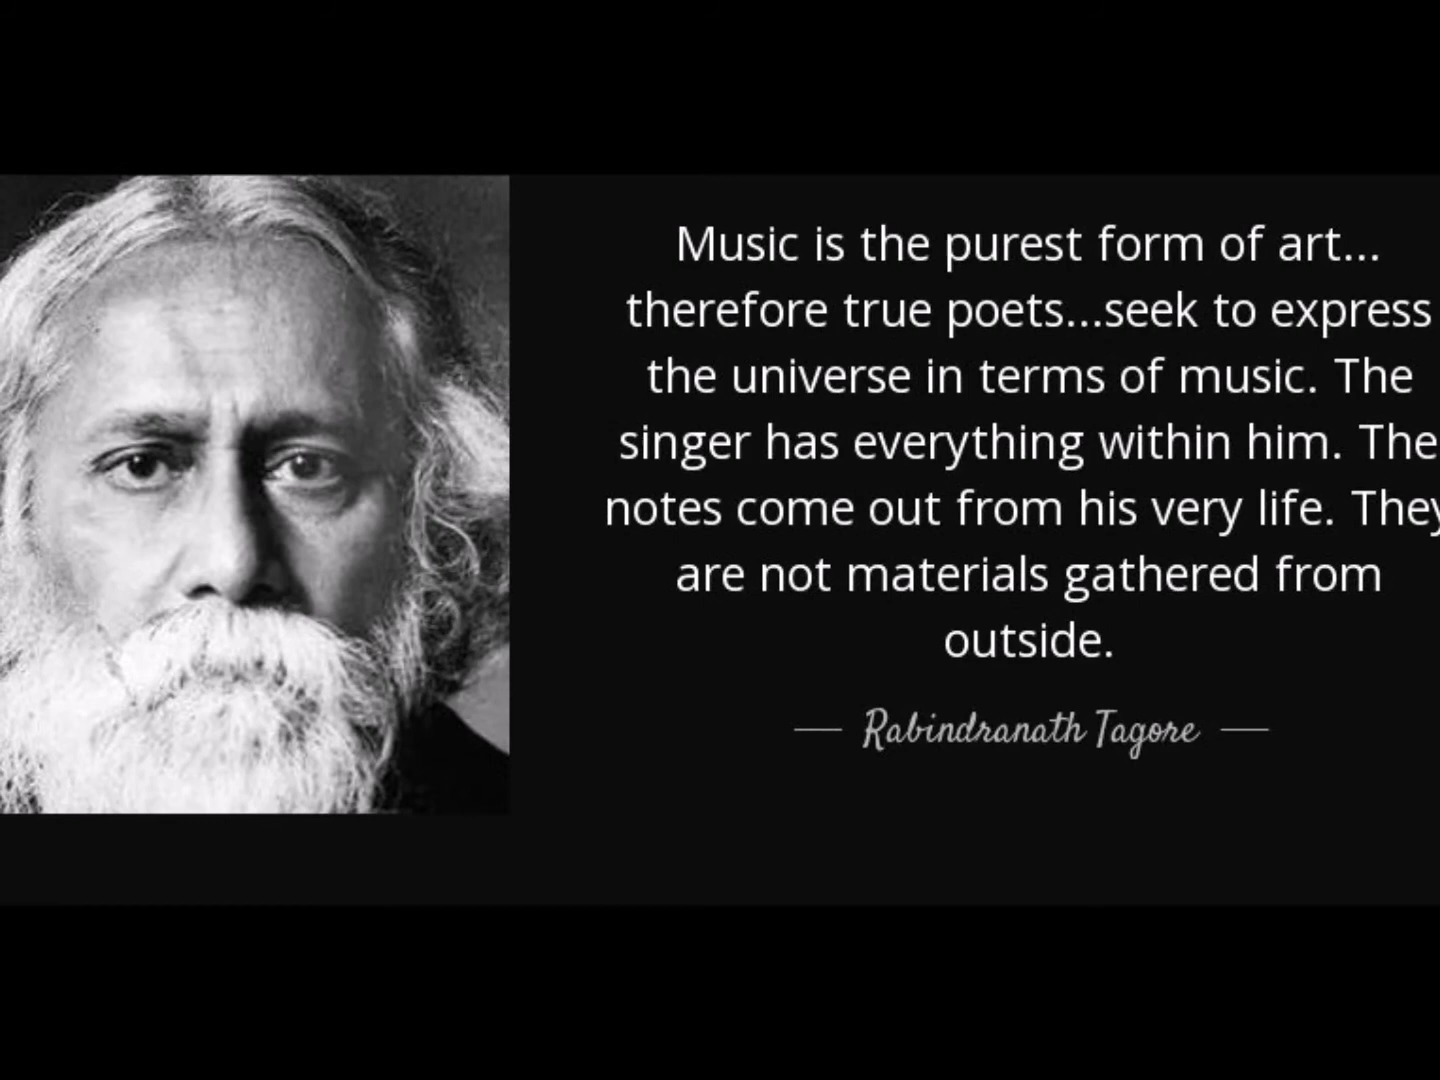 Music is the purest form of art...
therefore true poets...seek to express
the universe in terms of music. The
singer has everything within him. The
notes come out from his very life. They
are not materials gathered from
outside.
— Rabindranath Tagore —